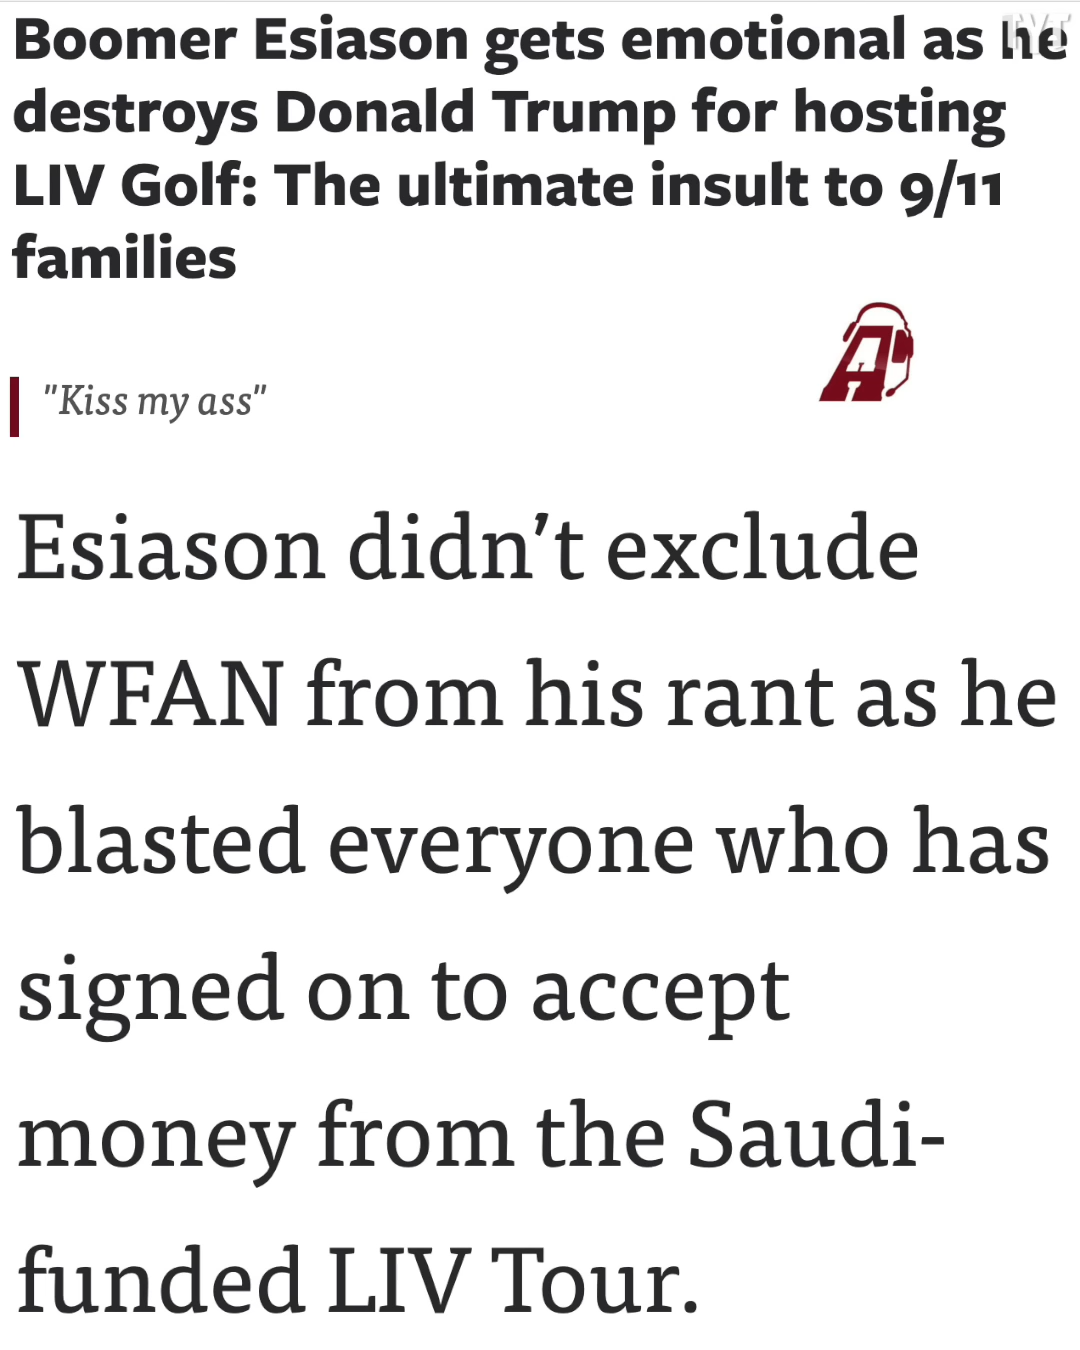 Boomer Esiason gets emotional as he
destroys Donald Trump for hosting
LIV Golf: The ultimate insult to 9/11
families
TYT
A
"Kiss my ass"
Esiason didn’t exclude
WFAN from his rant as he
blasted everyone who has
signed on to accept
money from the Saudi-
funded LIV Tour.